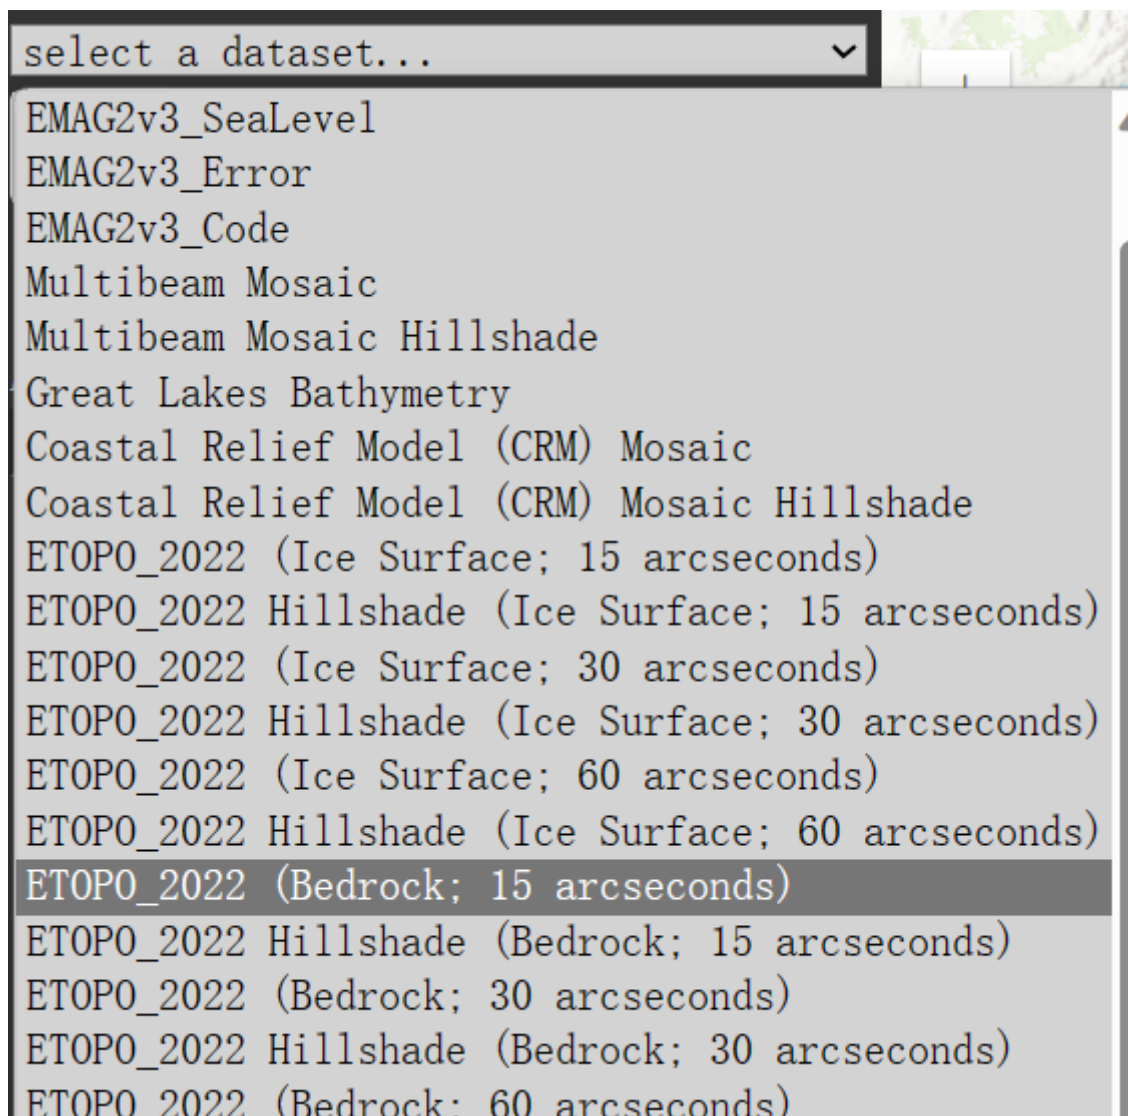 select a dataset...
EMAG2v3_SeaLevel
EMAG2v3_Error
EMAG2v3_Code
Multibeam Mosaic
Multibeam Mosaic Hillshade
Great Lakes Bathymetry
Coastal Relief Model (CRM) Mosaic
Coastal Relief Model (CRM) Mosaic Hillshade
ETOPO_2022 (Ice Surface; 15 arcseconds)
ETOPO_2022 Hillshade (Ice Surface; 15 arcseconds)
ETOPO_2022 (Ice Surface; 30 arcseconds)
ETOPO_2022 Hillshade (Ice Surface; 30 arcseconds)
ETOPO_2022 (Ice Surface; 60 arcseconds)
ETOPO_2022 Hillshade (Ice Surface; 60 arcseconds)
ETOPO_2022 (Bedrock; 15 arcseconds)
ETOPO_2022 Hillshade (Bedrock; 15 arcseconds)
ETOPO_2022 (Bedrock; 30 arcseconds)
ETOPO_2022 Hillshade (Bedrock; 30 arcseconds)
ETOPO_2022 (Bedrock; 60 arcseconds)